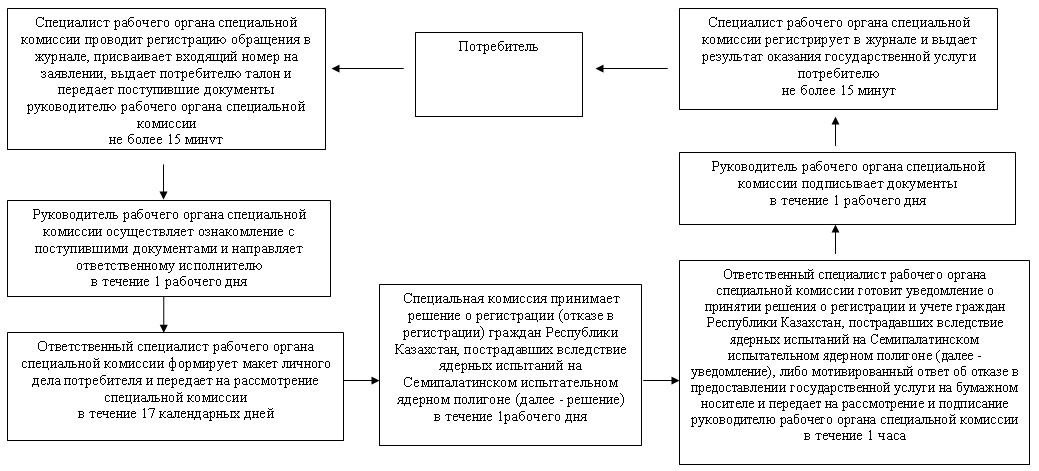 Специалист рабочего органа специальной
комиссии проводит регистрацию обращения в
журнале, присваивает входящий номер на
заявлении, выдает потребителю талон и
передает поступившие документы
руководителю рабочего органа специальной
комиссии
не более 15 минут
Потребитель
Специалист рабочего органа специальной
комиссии регистрирует в журнале и выдает
результат оказания государственной услуги
потребителю
не более 15 минут
Руководитель рабочего органа специальной
комиссии подписывает документы
в течение 1 рабочего дня
Руководитель рабочего органа специальной
комиссии осуществляет ознакомление с
поступившими документами и направляет
ответственному исполнителю
в течение 1 рабочего дня
Ответственный специалист рабочего органа
специальной комиссии формирует макет личного
дела потребителя и передает на рассмотрение
специальной комиссии
в течение 17 календарных дней
Специальная комиссия принимает
решение о регистрации (отказе в
регистрации) граждан Республики
Казахстан, пострадавших вследствие
ядерных испытаний на
Семипалатинском испытательном
ядерном полигоне (далее - решение)
в течение 1рабочего дня
Ответственный специалист рабочего органа
специальной комиссии готовит уведомление о
принятии решения о регистрации и учете граждан
Республики Казахстан, пострадавших вследствие
ядерных испытаний на Семипалатинском
испытательном ядерном полигоне (далее -
уведомление), либо мотивированный ответ об отказе в
предоставлении государственной услуги на бумажном
носителе и передает на рассмотрение и подписание
руководителю рабочего органа специальной комиссии
в течение 1 часа